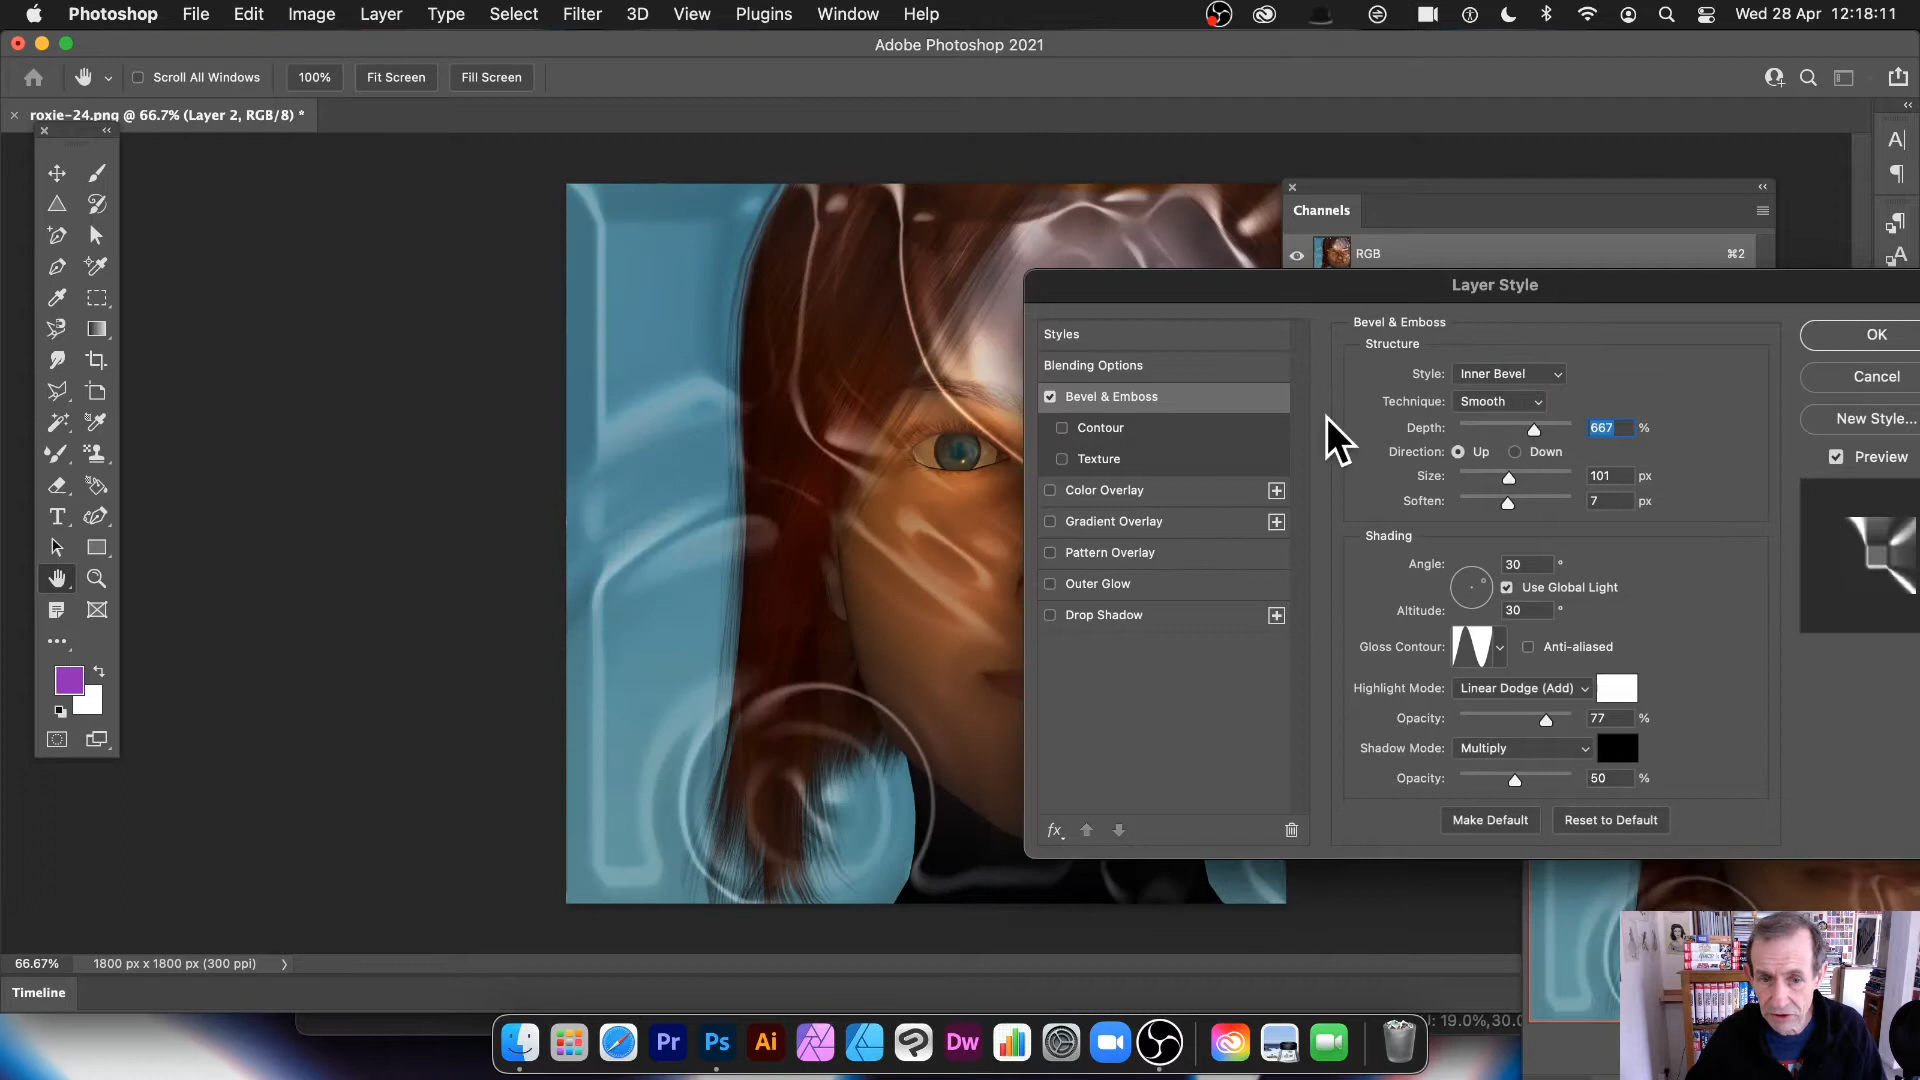 Photoshop File Edit Image Layer Type Select Filter 3D View Plugins Window Help Wed 28 Apr 12:18:11
Adobe Photoshop 2021
Scroll All Windows 100% Fit Screen Fill Screen
roxie-24.png @ 66.7% (Layer 2, RGB/8) *
Channels
RGB ⌘2
Layer Style
Styles
Blending Options
Bevel & Emboss
Contour
Texture
Color Overlay
Gradient Overlay
Pattern Overlay
Outer Glow
Drop Shadow
fx
Bevel & Emboss
Structure
Style: Inner Bevel
Technique: Smooth
Depth: 667 %
Direction: Up Down
Size: 101 px
Soften: 7 px
Shading
Angle: 30 °
Use Global Light
Altitude: 30 °
Gloss Contour: Anti-aliased
Highlight Mode: Linear Dodge (Add)
Opacity: 77 %
Shadow Mode: Multiply
Opacity: 50 %
Make Default Reset to Default
OK
Cancel
New Style...
Preview
66.67% 1800 px x 1800 px (300 ppi)
Timeline
Pr Ps Ai Dw
: 19.0%,30.0